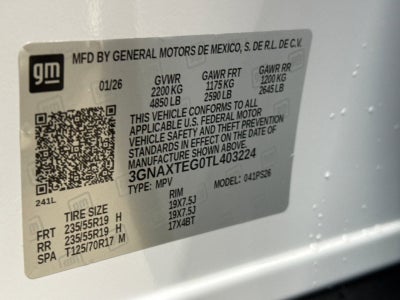 gm
MFD BY GENERAL MOTORS DE MEXICO, S. DE R.L. DE C.V.
01/26 GVWR GAWR FRT GAWR RR
2200 KG 1175 KG 1200 KG
4850 LB 2590 LB 2645 LB
THIS VEHICLE CONFORMS TO ALL
APPLICABLE U.S. FEDERAL MOTOR
VEHICLE SAFETY AND THEFT
PREVENTION STANDARDS IN
EFFECT ON THE DATE OF
MANUFACTURE SHOWN ABOVE.
3GNAXTEG0TL403224
TYPE: MPV MODEL: 041PS26
241L
TIRE SIZE RIM
FRT 235/55R19 H 19X7.5J
RR 235/55R19 H 19X7.5J
SPA T125/70R17 M 17X4BT